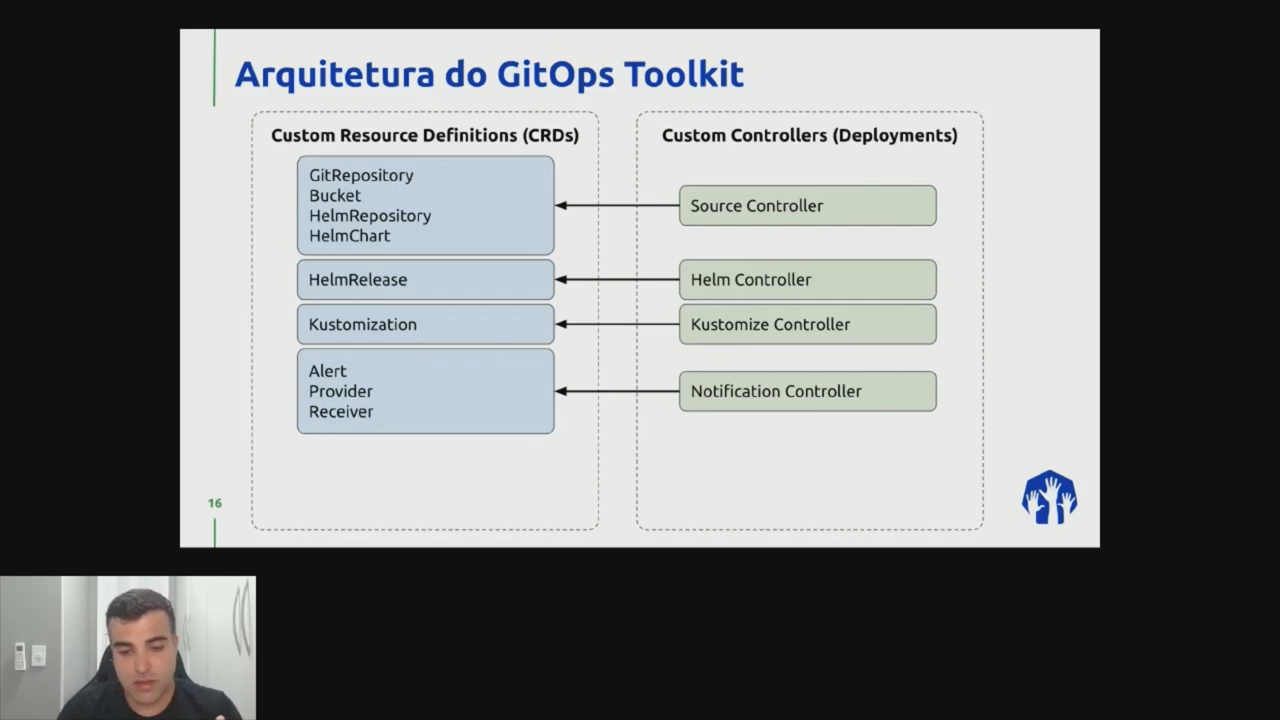 Arquitetura do GitOps Toolkit
Custom Resource Definitions (CRDs)
GitRepository
Bucket
HelmRepository
HelmChart
HelmRelease
Kustomization
Alert
Provider
Receiver
Custom Controllers (Deployments)
Source Controller
Helm Controller
Kustomize Controller
Notification Controller
16